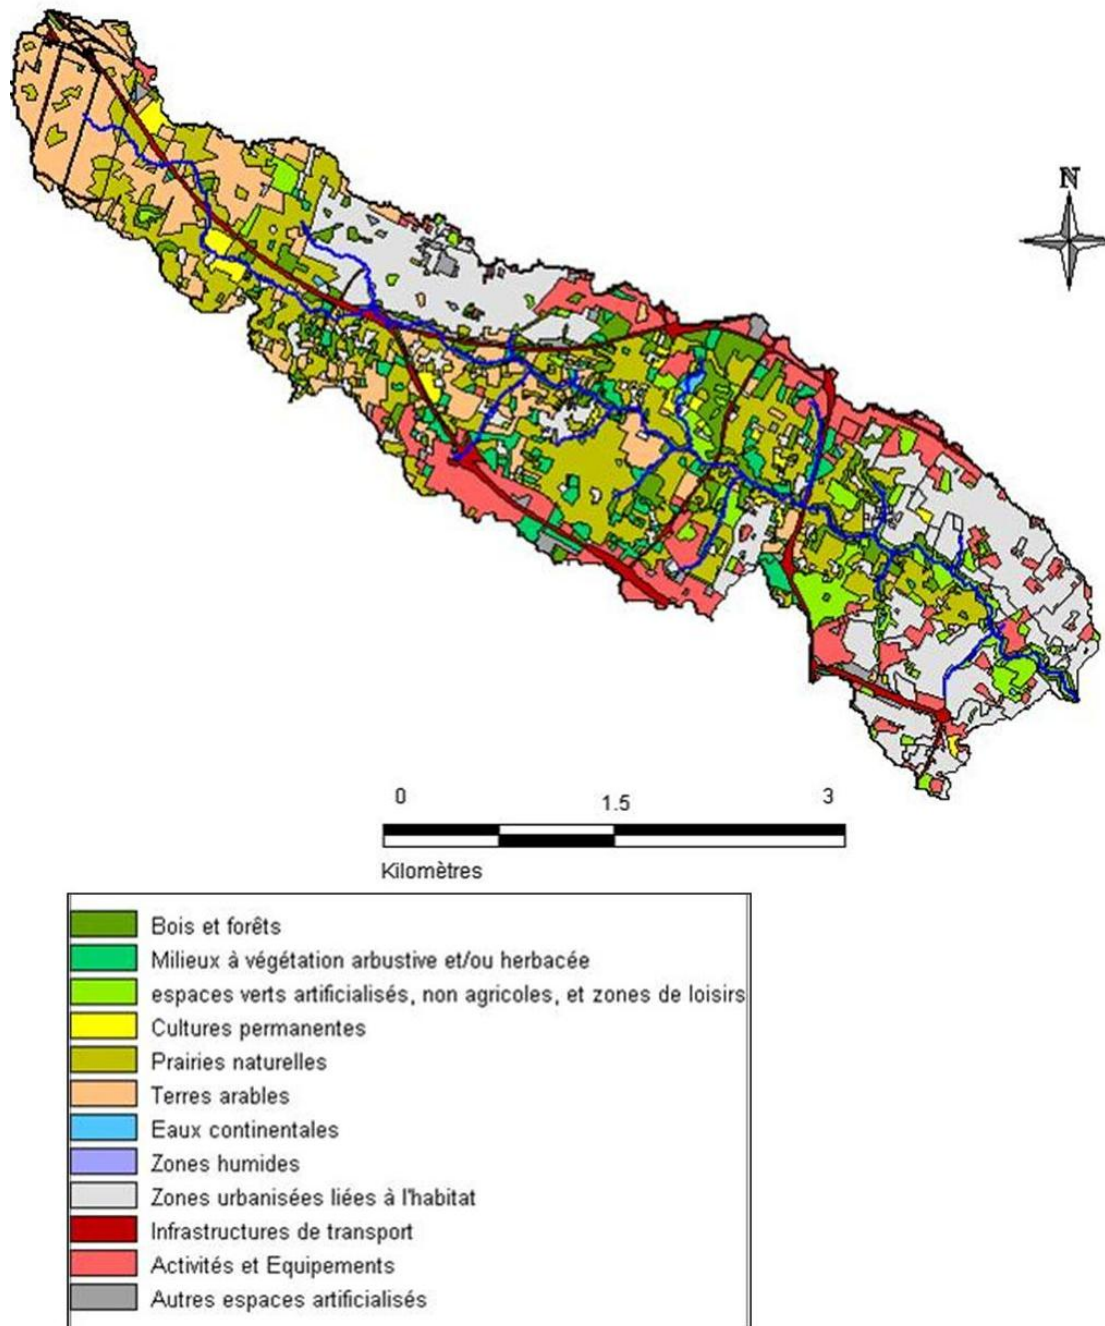 N
0 1.5 3
Kilomètres
Bois et forêts
Milieux à végétation arbustive et/ou herbacée
espaces verts artificialisés, non agricoles, et zones de loisirs
Cultures permanentes
Prairies naturelles
Terres arables
Eaux continentales
Zones humides
Zones urbanisées liées à l'habitat
Infrastructures de transport
Activités et Equipements
Autres espaces artificialisés